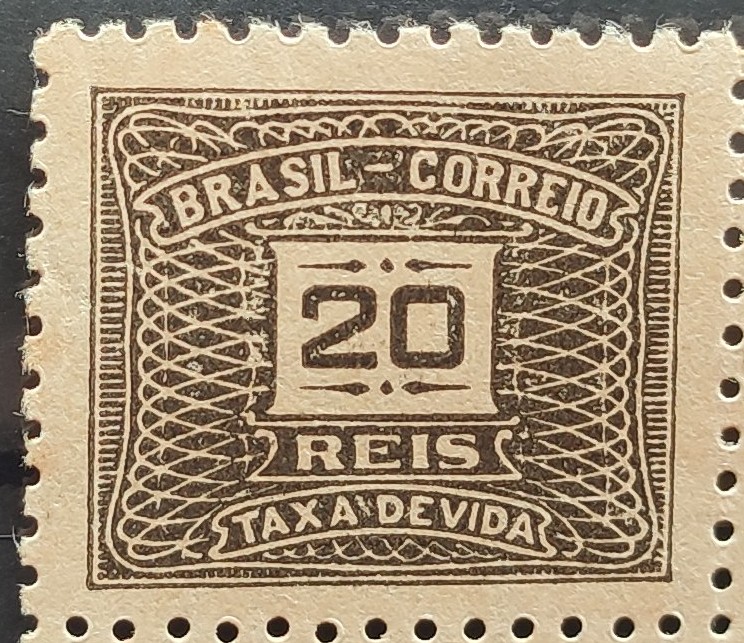 BRASIL-CORREIO
20
REIS
TAXA DEVIDA